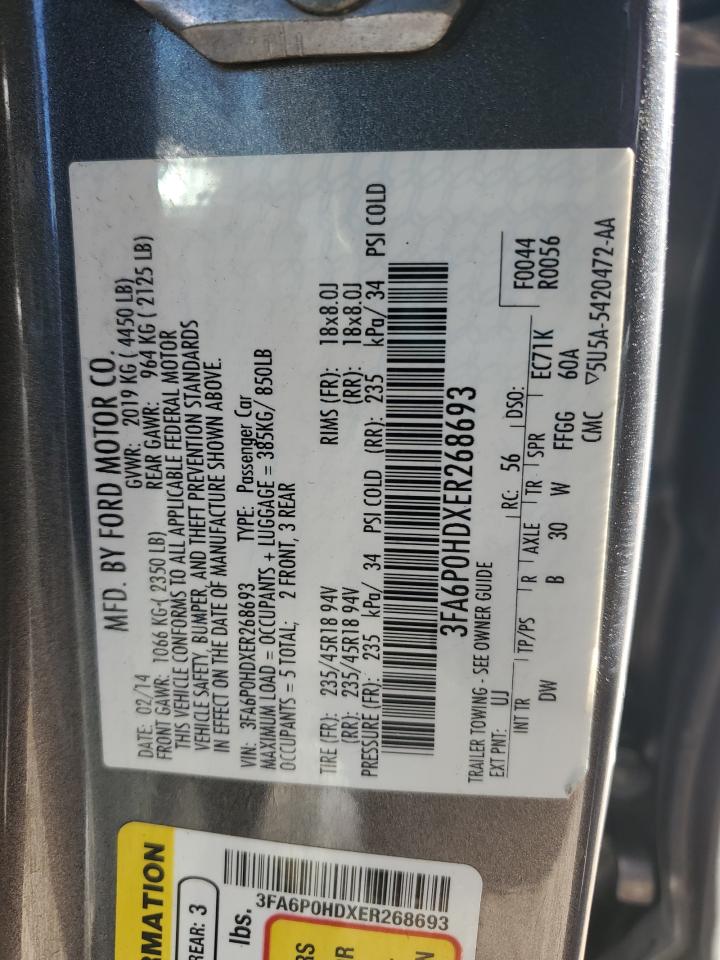 MFD. BY FORD MOTOR CO.
DATE: 02/14 GVWR: 2019 KG ( 4450 LB)
FRONT GAWR: 1066 KG ( 2350 LB) REAR GAWR: 964 KG ( 2125 LB)
THIS VEHICLE CONFORMS TO ALL APPLICABLE FEDERAL MOTOR
VEHICLE SAFETY, BUMPER, AND THEFT PREVENTION STANDARDS
IN EFFECT ON THE DATE OF MANUFACTURE SHOWN ABOVE.
VIN: 3FA6P0HDXER268693 TYPE: Passenger Car
MAXIMUM LOAD = OCCUPANTS + LUGGAGE = 385KG/ 850LB
OCCUPANTS = 5 TOTAL; 2 FRONT, 3 REAR
TIRE (FR): 235/45R18 94V RIMS (FR): 18x8.0J
(RR): 235/45R18 94V (RR): 18x8.0J
PRESSURE (FR): 235 kPa/ 34 PSI COLD (RR): 235 kPa/ 34 PSI COLD
3FA6P0HDXER268693
TRAILER TOWING - SEE OWNER GUIDE
EXT PNT: UJ RC: 56 DSO: F0044
R0056
INT TR TP/PS R AXLE TR SPR EC71K
DW B 30 W FFGG 60A
CMC ▽5U5A-5420472-AA
RMATION
REAR: 3
lbs.
3FA6P0HDXER268693
RS
R
N